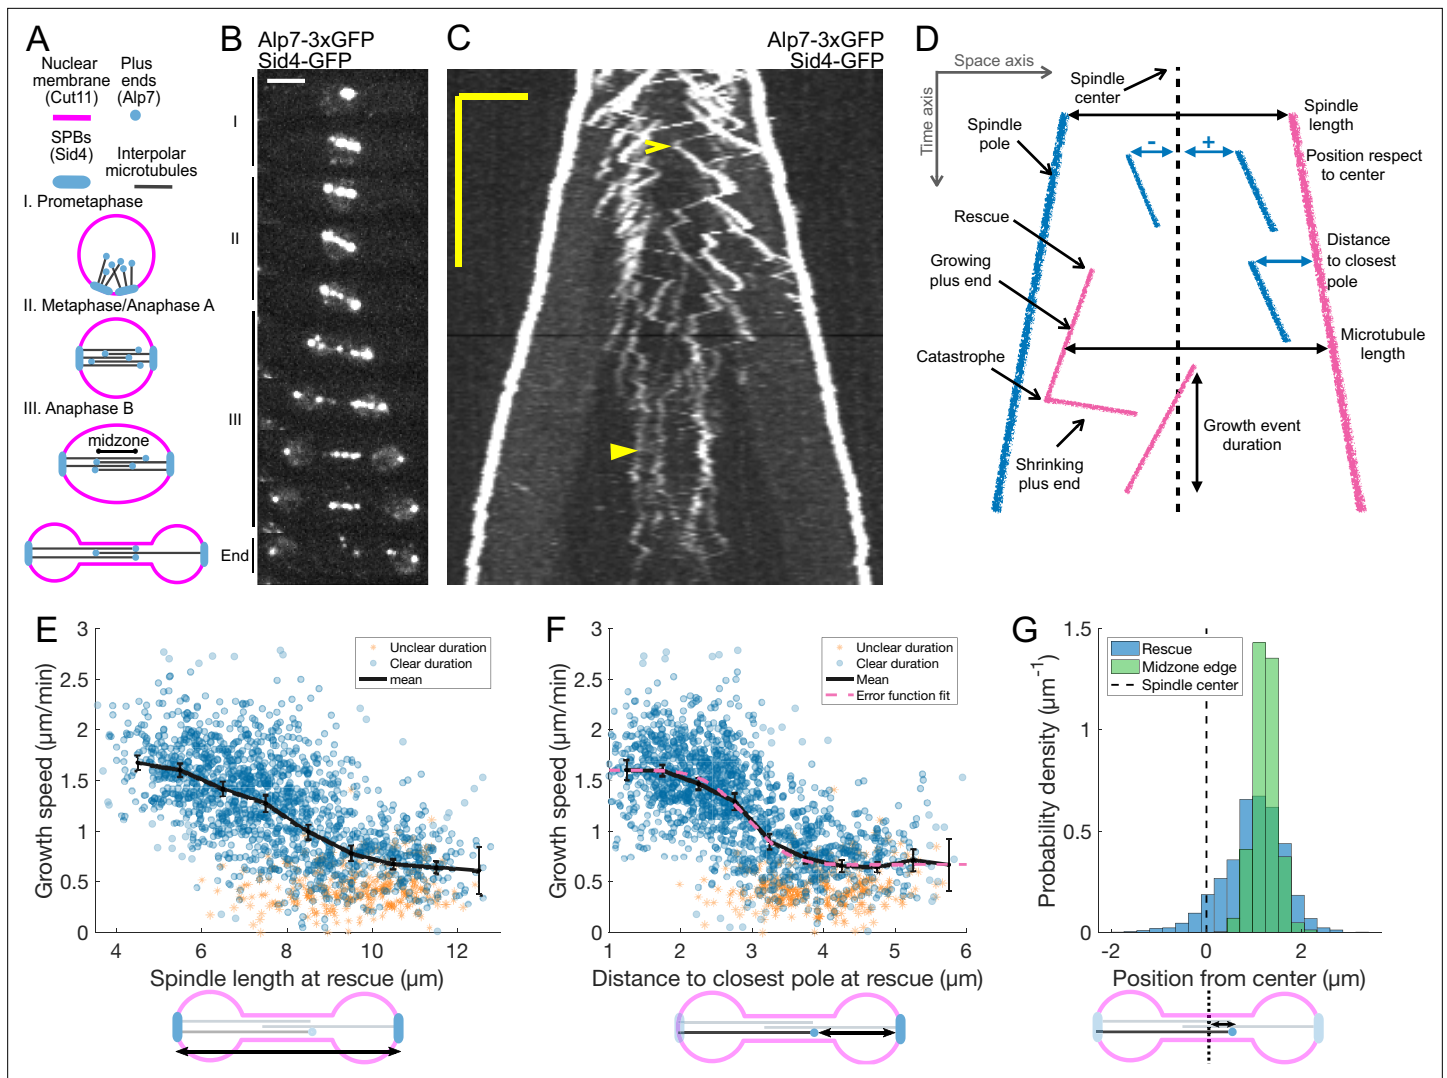 A
Nuclear membrane (Cut11)
Plus ends (Alp7)
SPBs (Sid4)
Interpolar microtubules
I. Prometaphase
II. Metaphase/Anaphase A
III. Anaphase B
midzone
B
Alp7-3xGFP
Sid4-GFP
I
II
III
End
C
Alp7-3xGFP
Sid4-GFP
D
Space axis
Time axis
Spindle center
Spindle pole
Spindle length
-
+
Position respect to center
Rescue
Growing plus end
Distance to closest pole
Catastrophe
Microtubule length
Growth event duration
Shrinking plus end
E
Growth speed (µm/min)
3
2.5
2
1.5
1
0.5
0
Unclear duration
Clear duration
mean
4
6
8
10
12
Spindle length at rescue (µm)
F
Growth speed (µm/min)
3
2.5
2
1.5
1
0.5
0
Unclear duration
Clear duration
Mean
Error function fit
1
2
3
4
5
6
Distance to closest pole at rescue (µm)
G
Probability density (µm⁻¹)
1.5
1
0.5
0
Rescue
Midzone edge
Spindle center
-2
0
2
Position from center (µm)